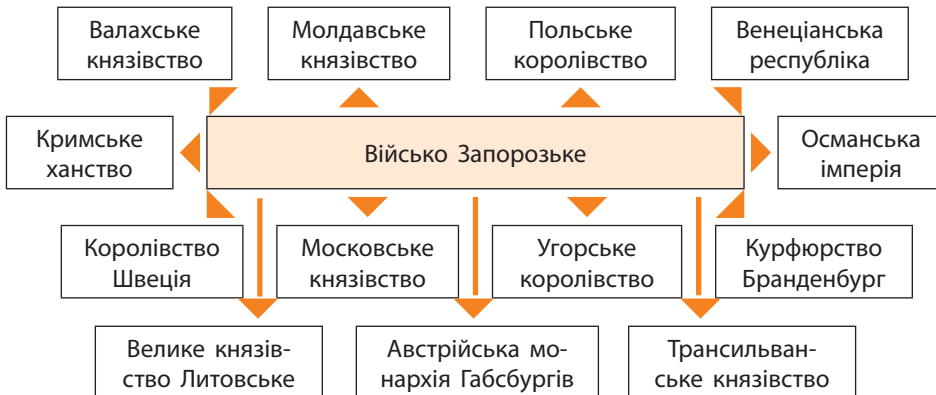 Валахське
князівство
Молдавське
князівство
Польське
королівство
Венеціанська
республіка
Кримське
ханство
Військо Запорозьке
Османська
імперія
Королівство
Швеція
Московське
князівство
Угорське
королівство
Курфюрство
Бранденбург
Велике князів-
ство Литовське
Австрійська мо-
нархія Габсбургів
Трансильван-
ське князівство